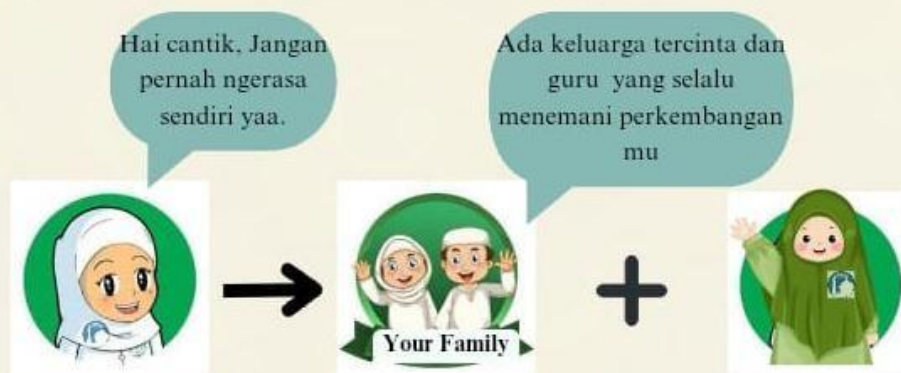 Hai cantik, Jangan
pernah ngerasa
sendiri yaa.
Ada keluarga tercinta dan
guru yang selalu
menemani perkembangan
mu
Your Family